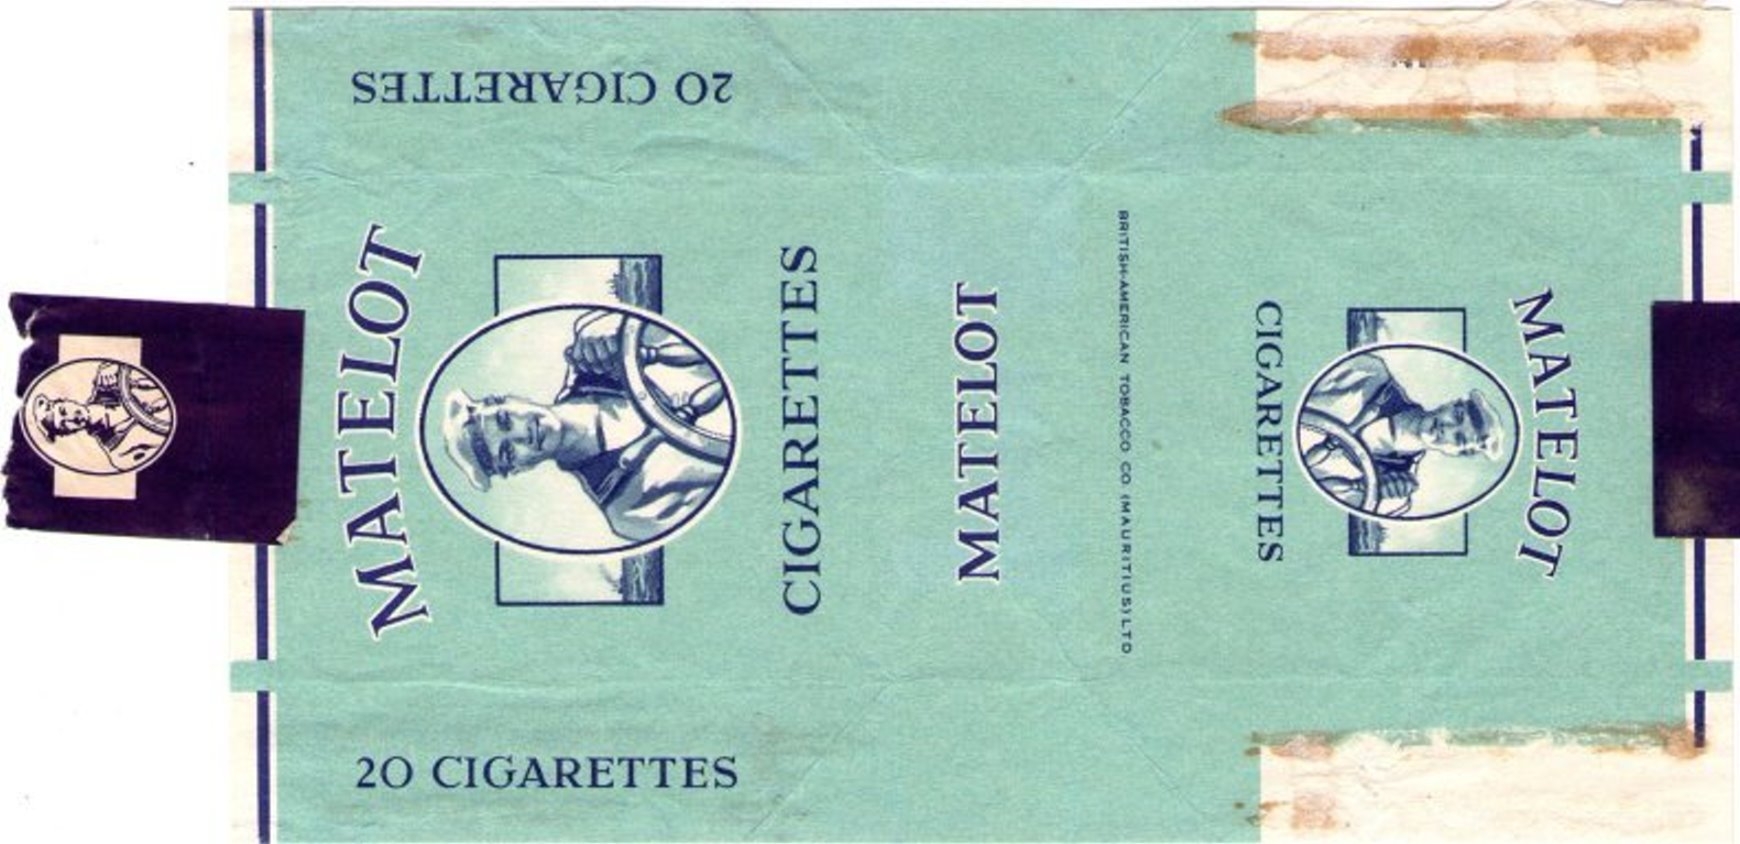 20 CIGARETTES
MATELOT
CIGARETTES
MATELOT
BRITISH-AMERICAN TOBACCO CO (MAURITIUS) LTD
CIGARETTES
MATELOT
20 CIGARETTES